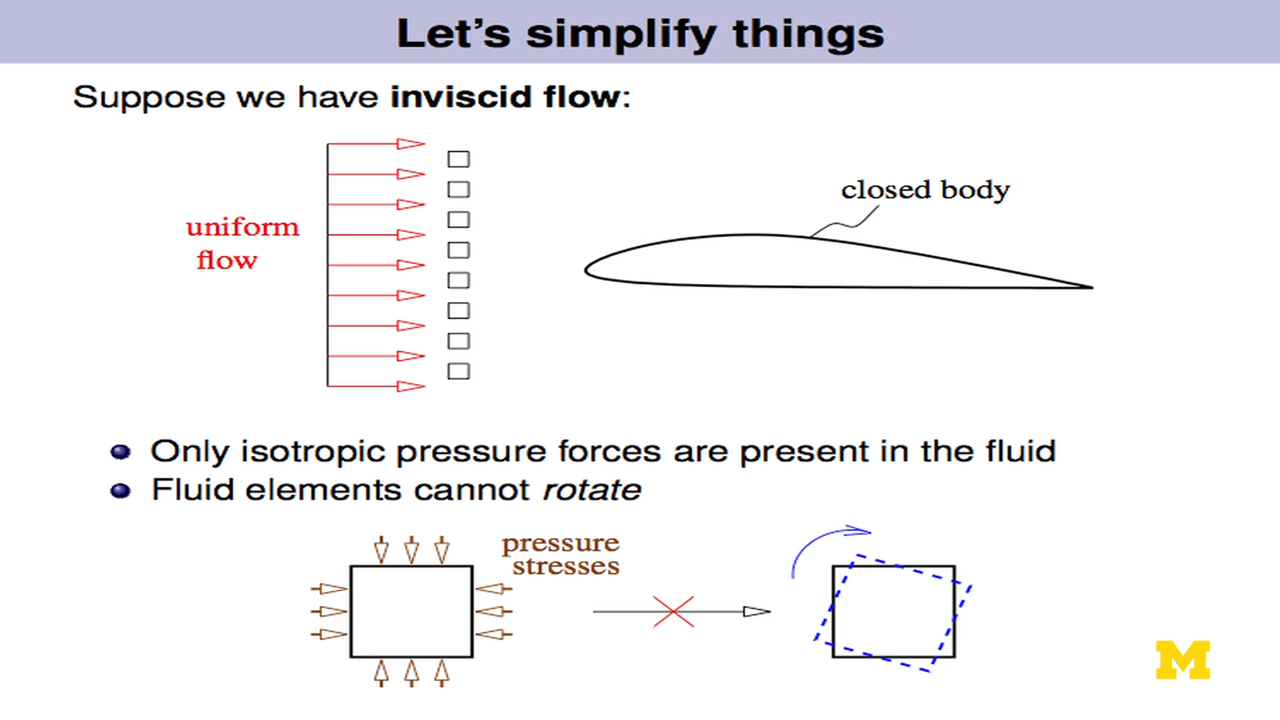 Let's simplify things
Suppose we have inviscid flow:
closed body
uniform
flow
Only isotropic pressure forces are present in the fluid
Fluid elements cannot rotate
pressure
stresses
M